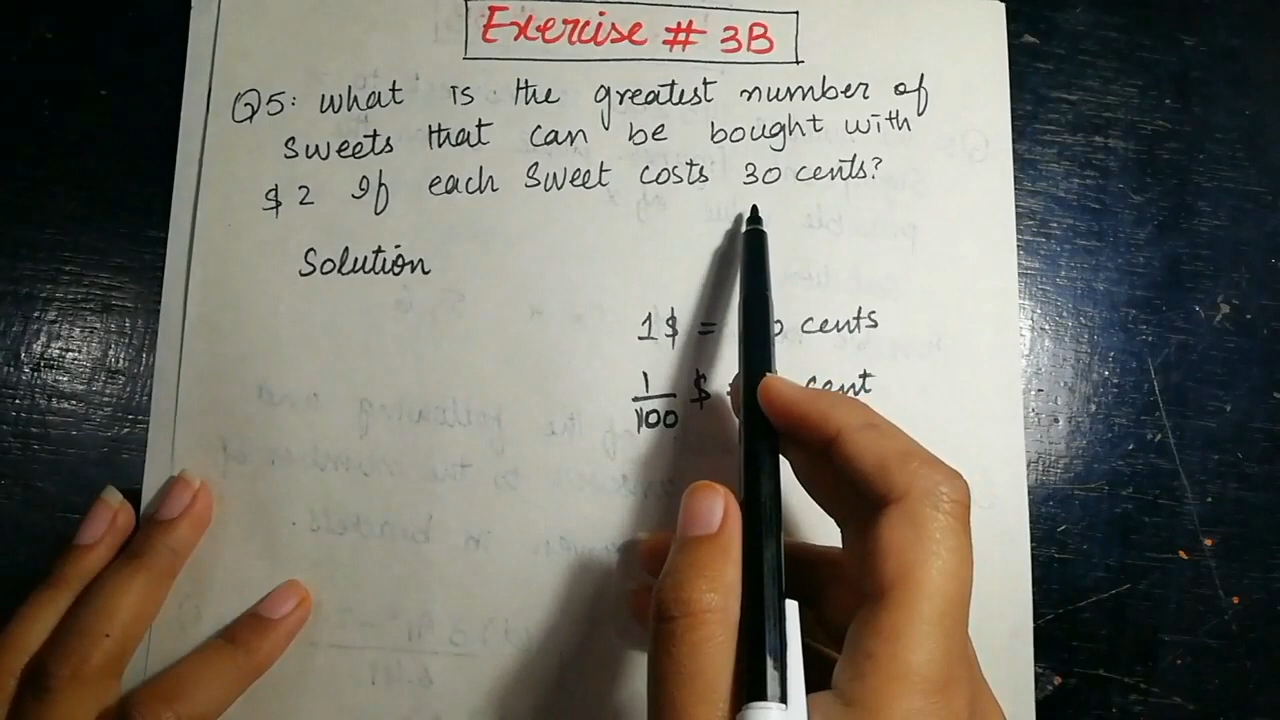 Exercise # 3B
Q5: what is the greatest number of
sweets that can be bought with
$ 2 If each sweet costs 30 cents?
Solution
1$ = cents
1/100 $ cent